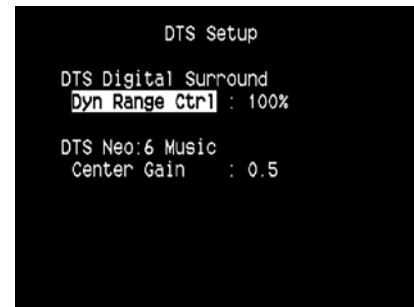 DTS Setup
DTS Digital Surround
Dyn Range Ctrl : 100%
DTS Neo:6 Music
Center Gain : 0.5